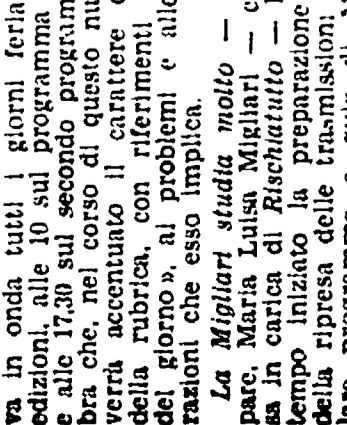 va in onda tutti i giorni feria
edizioni, alle 10 sul programma
e alle 17,30 sul secondo program
bra che, nel corso di questo nu
verrà accentuato il carattere
della rubrica, con riferimenti
del giorno», ai problemi e alle
razioni che esso implica.
La Migliari studia molto —
pare, Maria Luisa Migliari — c
sa in carica di Rischiatutto —
tempo iniziato la preparazione
della ripresa delle trasmissioni
programma